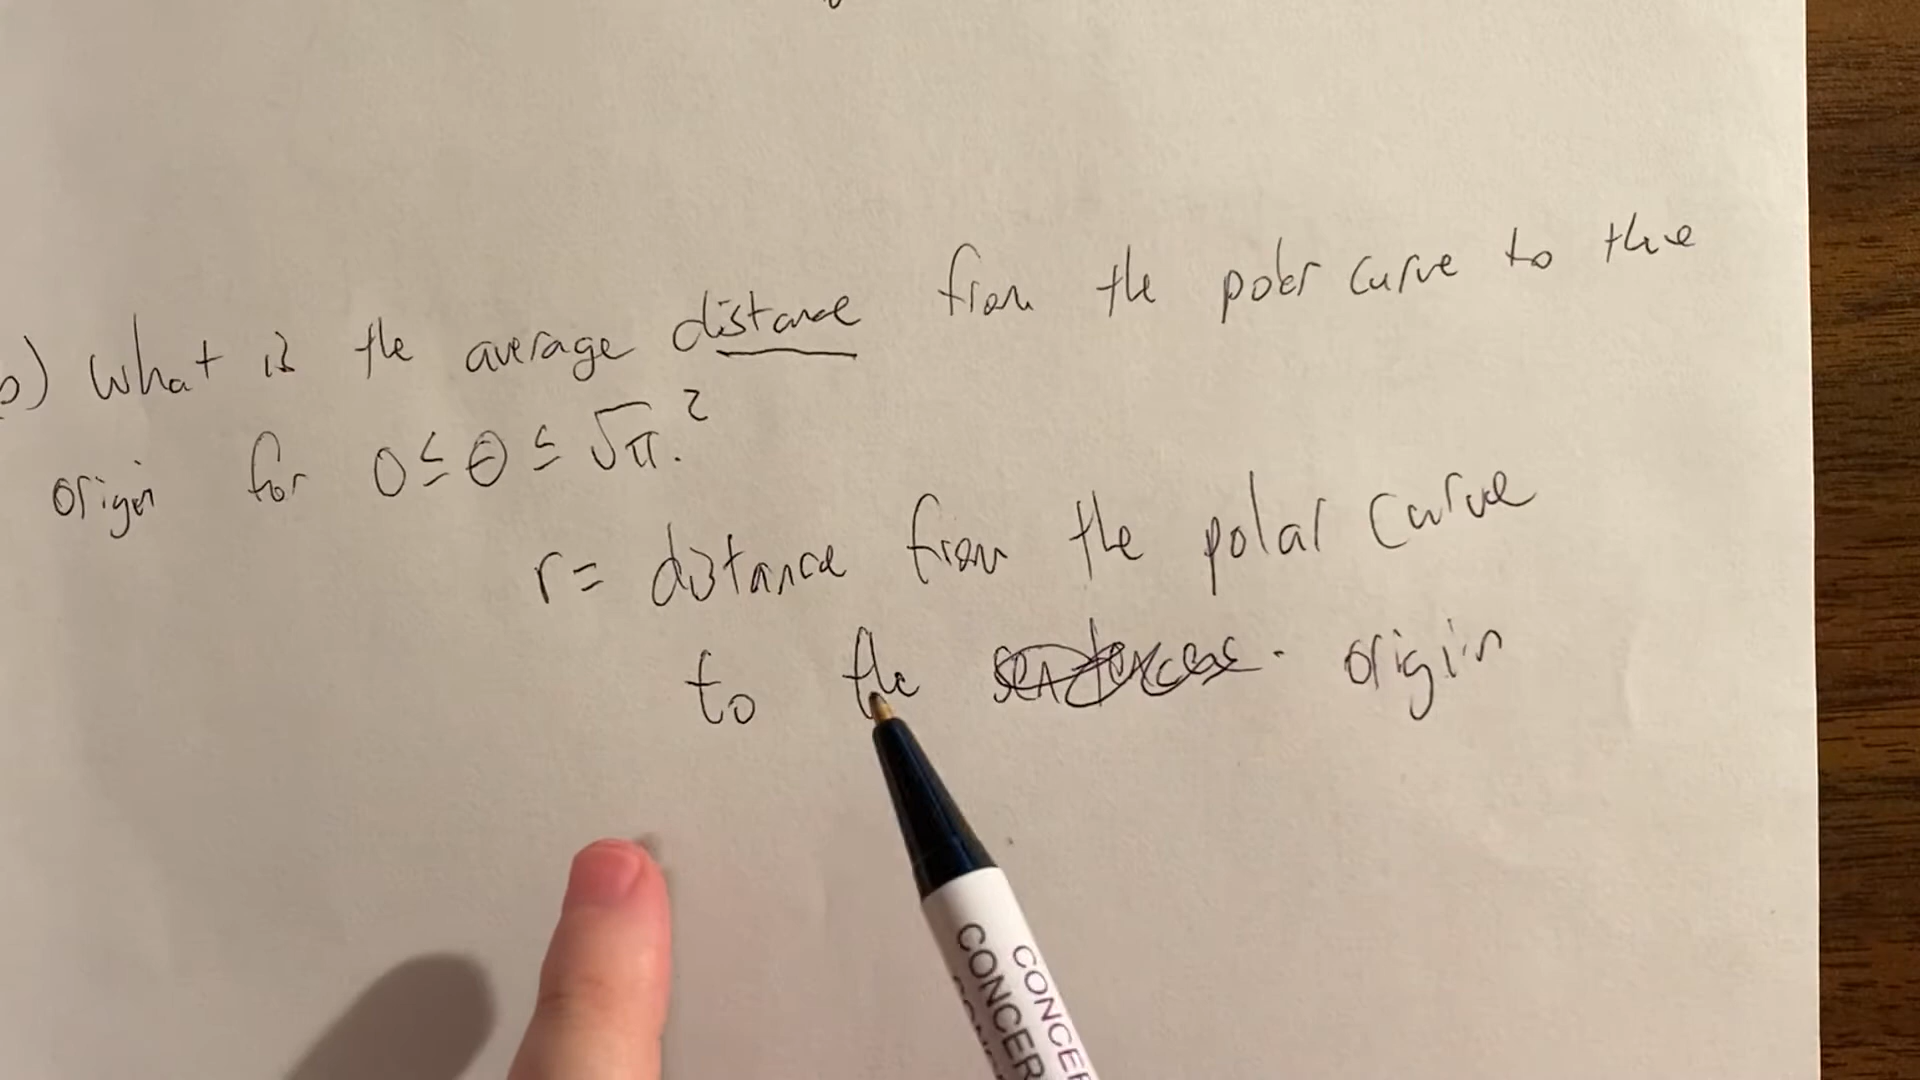 b) What is the average distance from the polar curve to the
origin for 0 ≤ θ ≤ √π.?
r = distance from the polar curve
to the origin
CONCER
CONCER